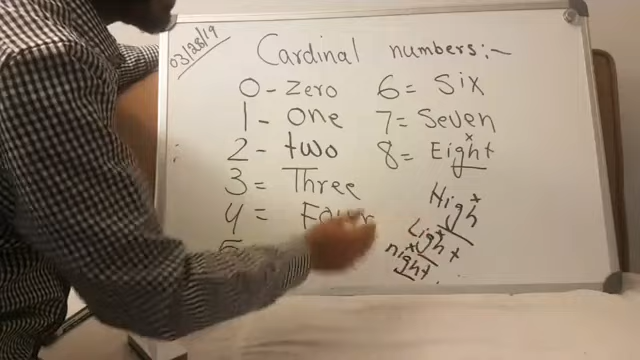 03/28/19
Cardinal numbers:-
0 - Zero
1 - one
2 - two
3 = Three
4 = Four
5
6 = Six
7 = Seven
8 = Eight
High
Light
night